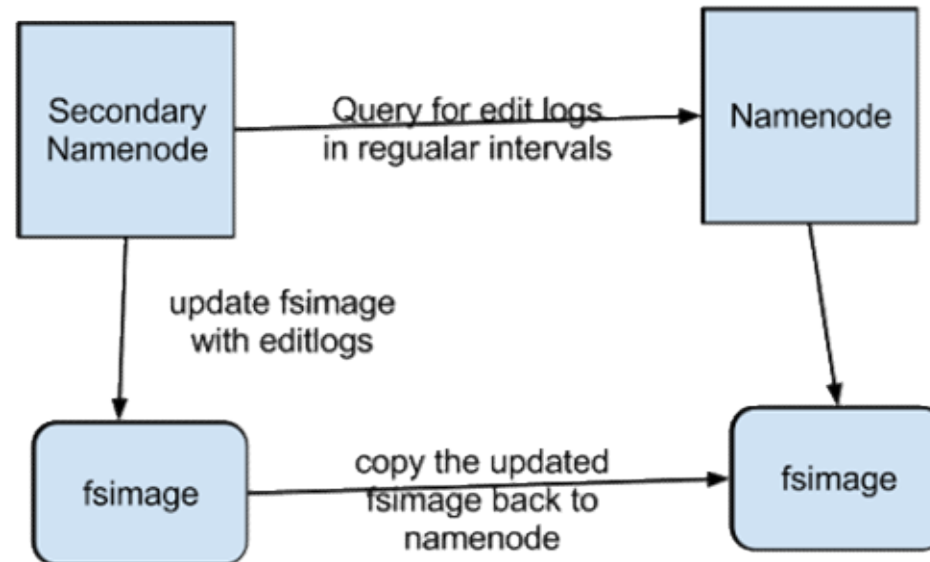 Secondary
Namenode
Query for edit logs
in regualar intervals
Namenode
update fsimage
with editlogs
fsimage
copy the updated
fsimage back to
namenode
fsimage